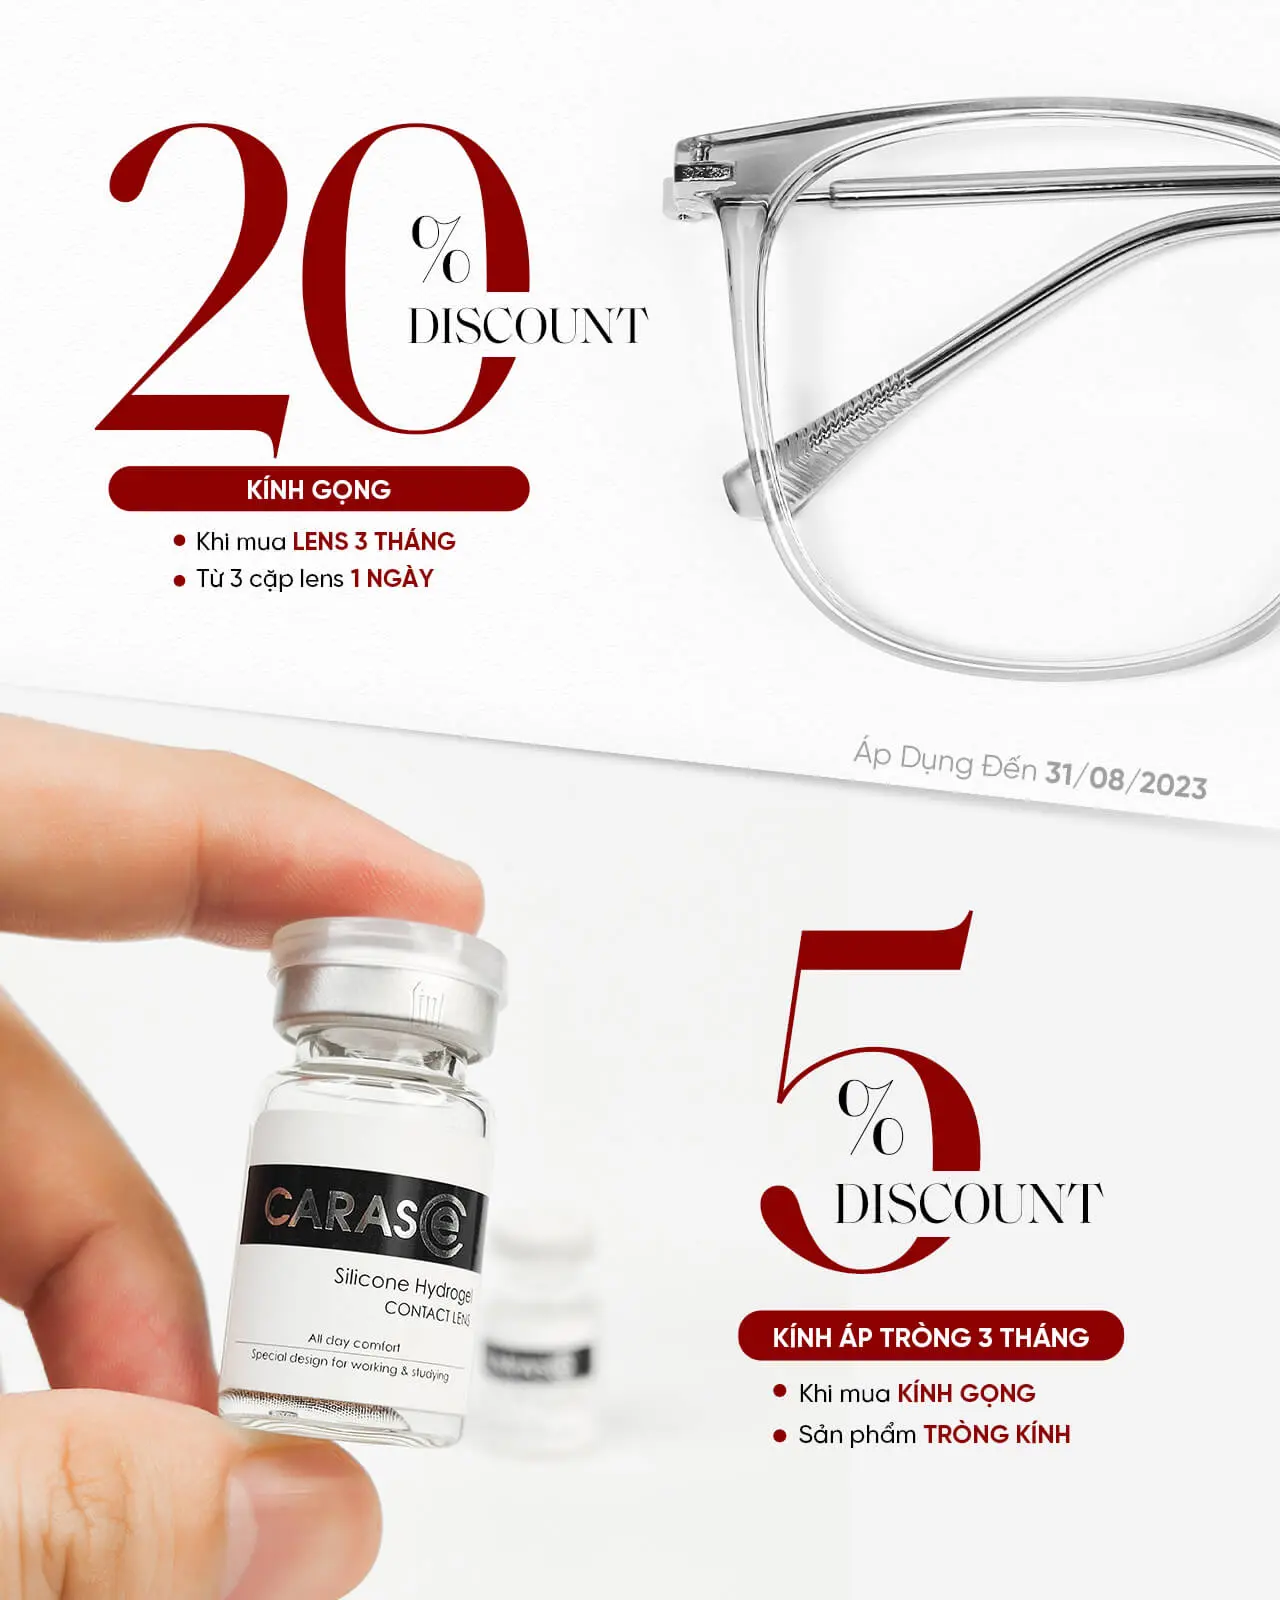 20
%
DISCOUNT
KÍNH GỌNG
Khi mua LENS 3 THÁNG
Từ 3 cặp lens 1 NGÀY
Áp Dụng Đến 31/08/2023
5
%
DISCOUNT
KÍNH ÁP TRÒNG 3 THÁNG
Khi mua KÍNH GỌNG
Sản phẩm TRÒNG KÍNH
CARAS e
Silicone Hydrogel
CONTACT LENS
All day comfort
Special design for working & studying